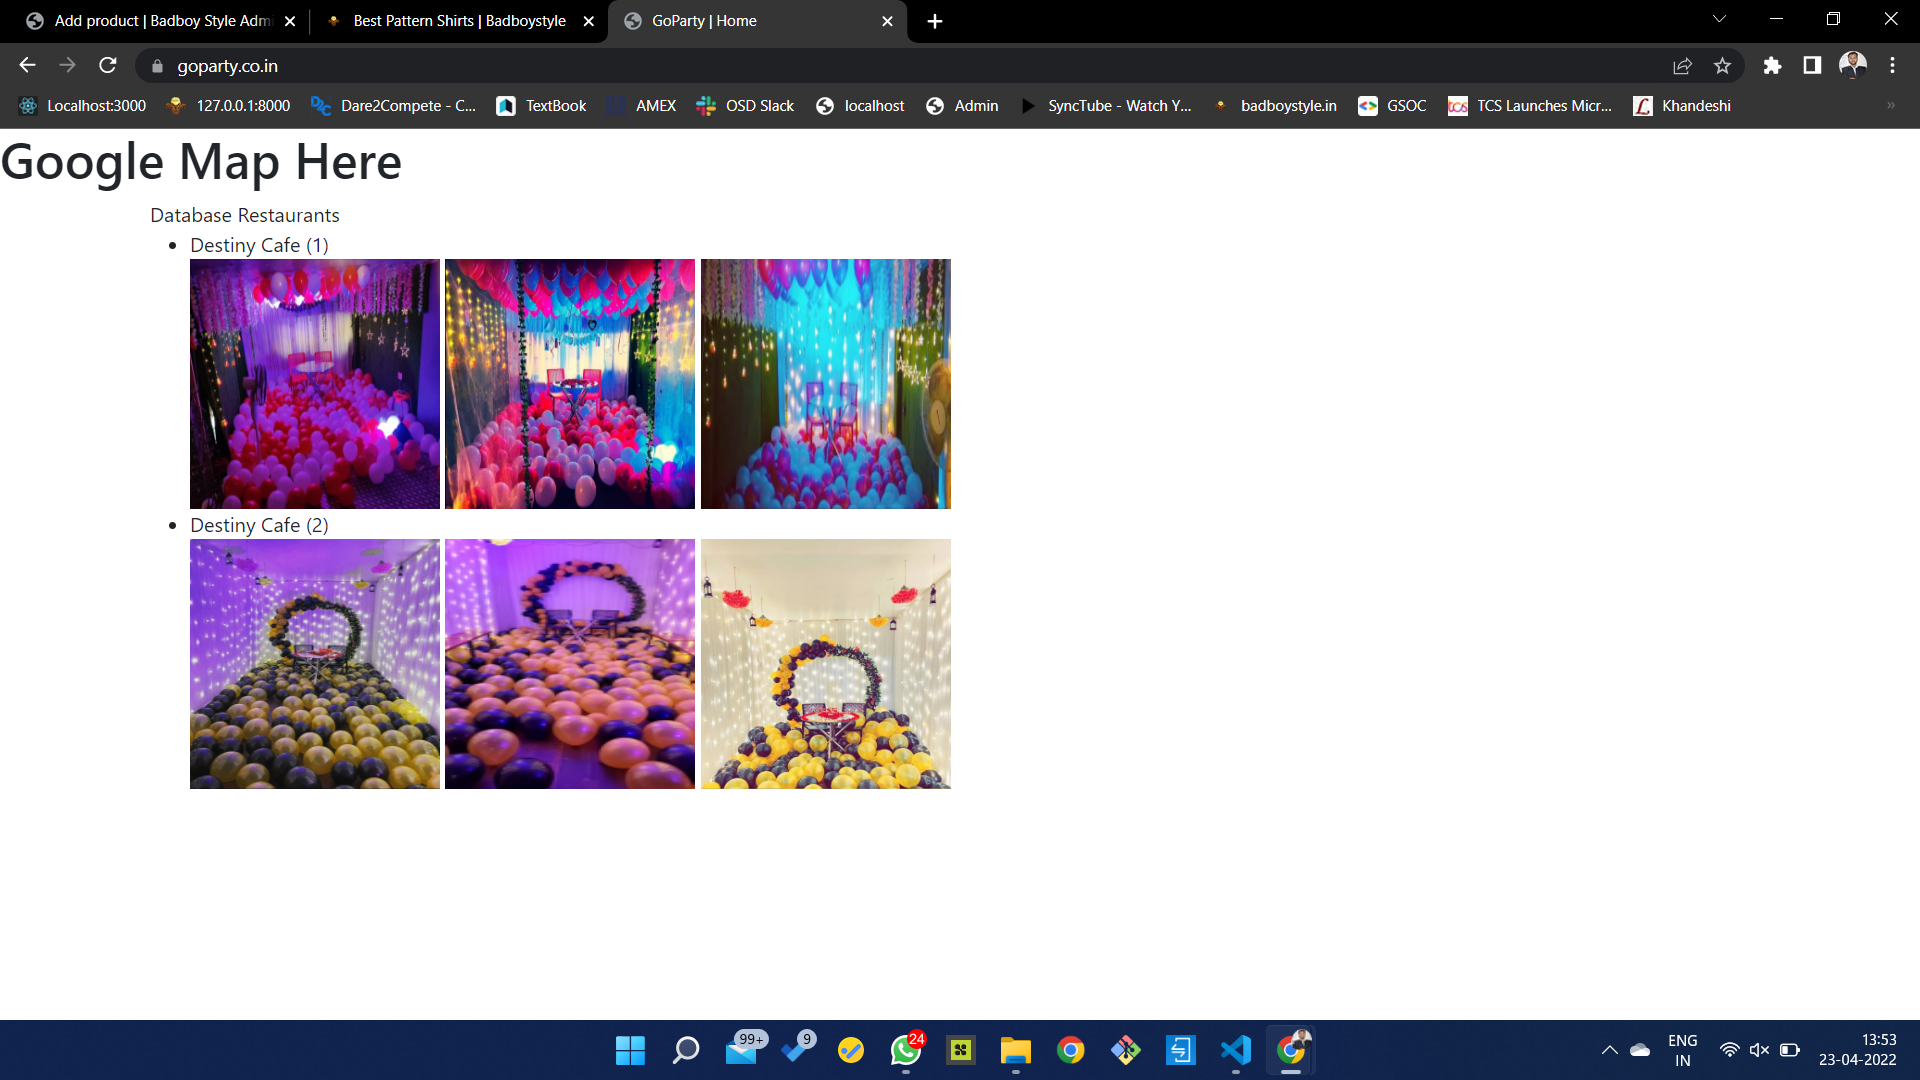 Add product | Badboy Style Admi
Best Pattern Shirts | Badboystyle
GoParty | Home
goparty.co.in
Localhost:3000
127.0.0.1:8000
Dare2Compete - C...
TextBook
AMEX
OSD Slack
localhost
Admin
SyncTube - Watch Y...
badboystyle.in
GSOC
tcs
TCS Launches Micr...
Khandeshi
Google Map Here
Database Restaurants
Destiny Cafe (1)
Destiny Cafe (2)
99+
9
24
ENG
IN
13:53
23-04-2022